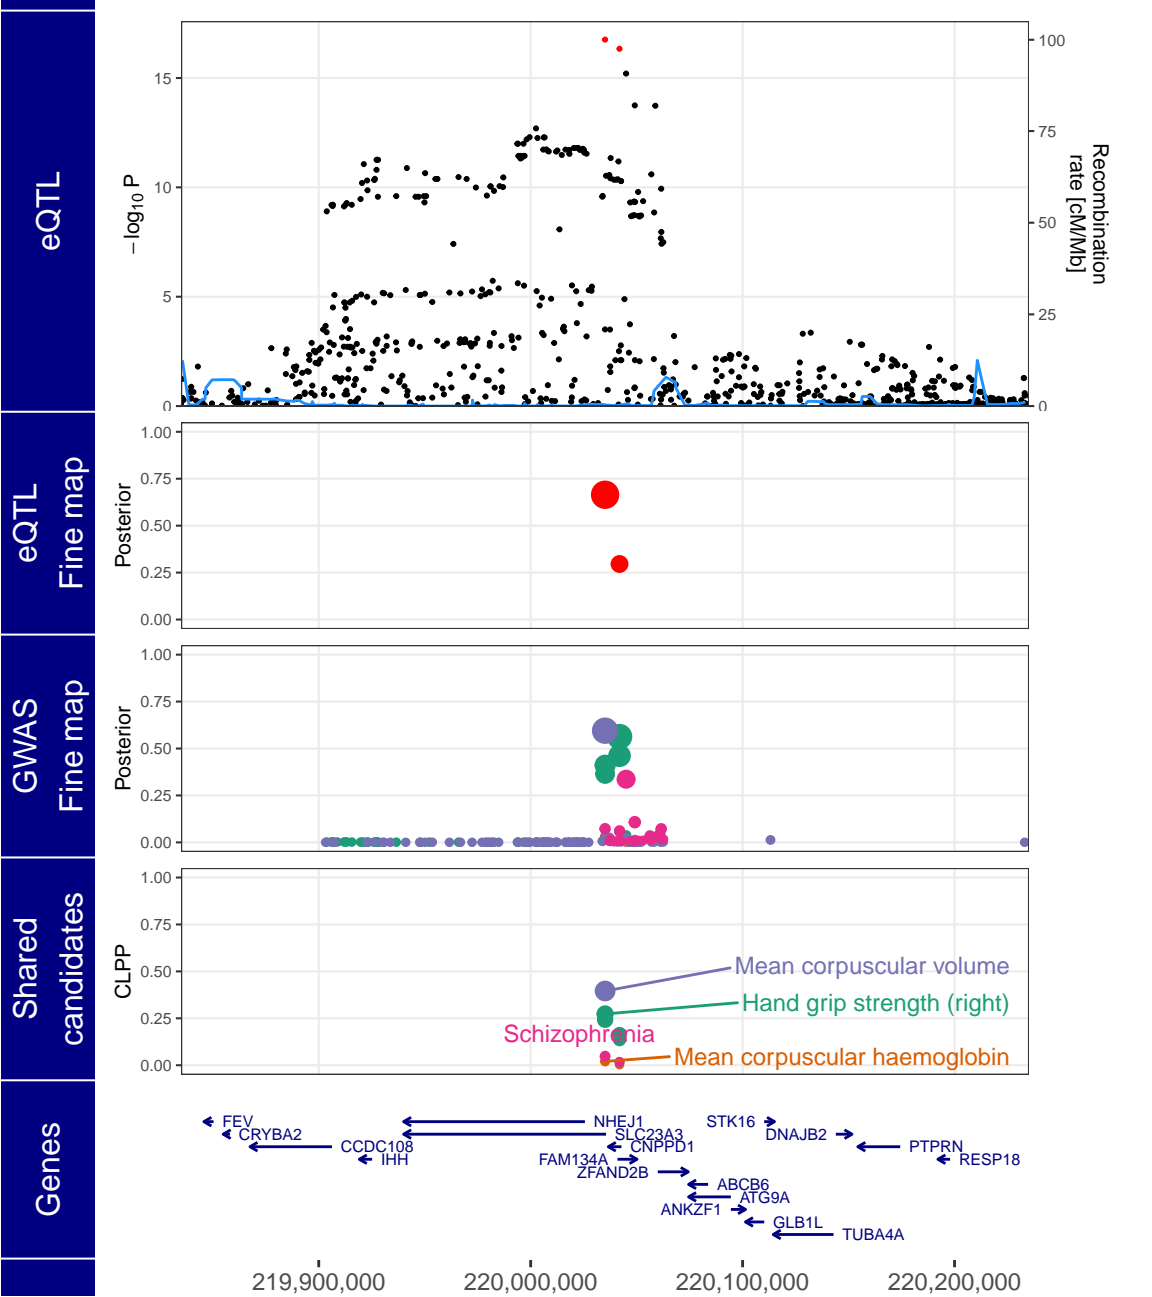 eQTL
−log10 P
15
10
5
0
100
75
50
25
0
Recombination
rate [cM/Mb]
eQTL
Fine map
Posterior
1.00
0.75
0.50
0.25
0.00
GWAS
Fine map
Posterior
1.00
0.75
0.50
0.25
0.00
Shared
candidates
CLPP
1.00
0.75
0.50
0.25
0.00
Mean corpuscular volume
Hand grip strength (right)
Schizophrenia
Mean corpuscular haemoglobin
Genes
FEV
NHEJ1
STK16
CRYBA2
SLC23A3
DNAJB2
CCDC108
CNPPD1
PTPRN
IHH
FAM134A
RESP18
ZFAND2B
ABCB6
ATG9A
ANKZF1
GLB1L
TUBA4A
219,900,000
220,000,000
220,100,000
220,200,000